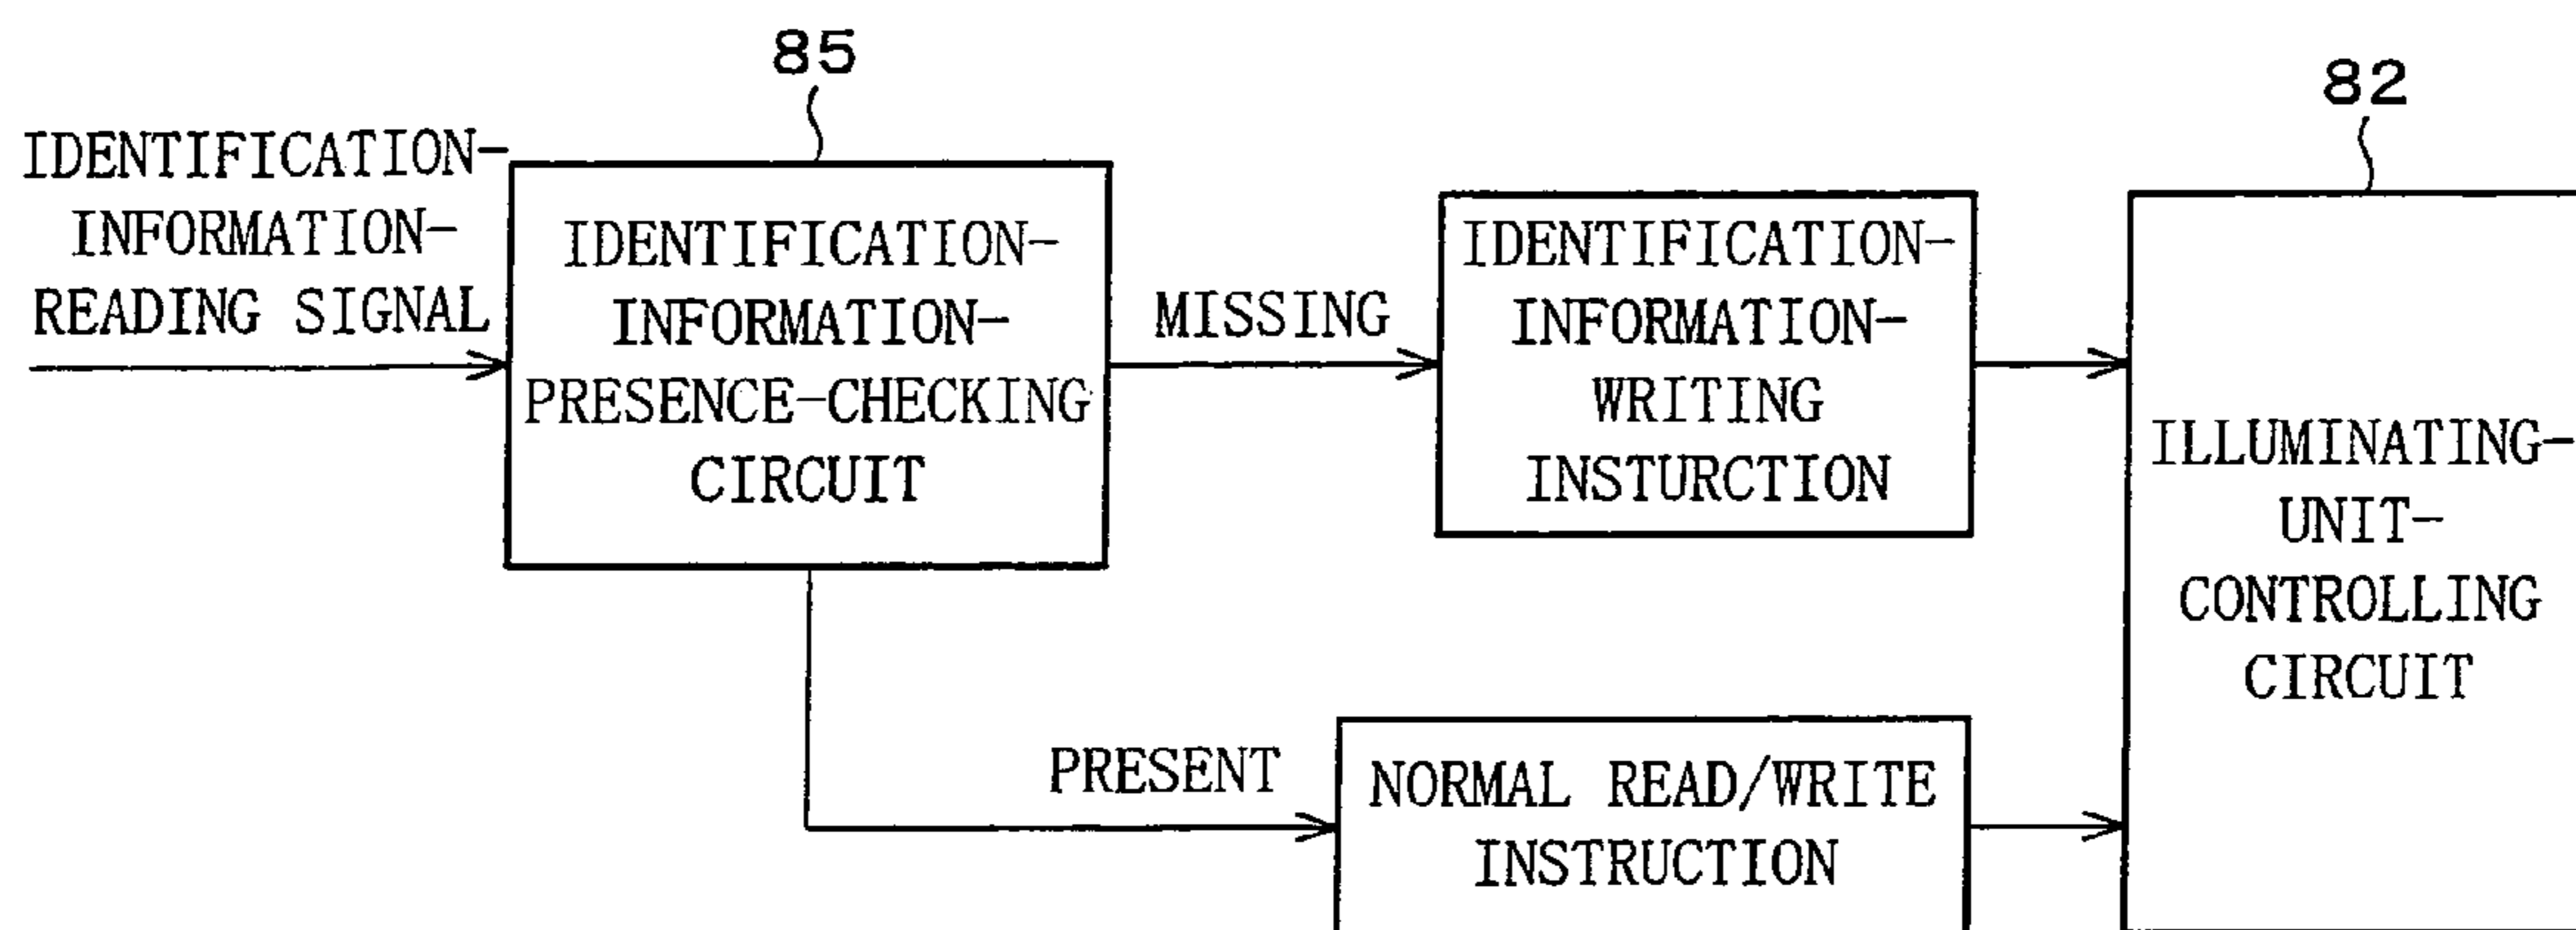 85
82
IDENTIFICATION-
INFORMATION-
READING SIGNAL
IDENTIFICATION-
INFORMATION-
PRESENCE-CHECKING
CIRCUIT
MISSING
IDENTIFICATION-
INFORMATION-
WRITING
INSTURCTION
ILLUMINATING-
UNIT-
CONTROLLING
CIRCUIT
PRESENT
NORMAL READ/WRITE
INSTRUCTION